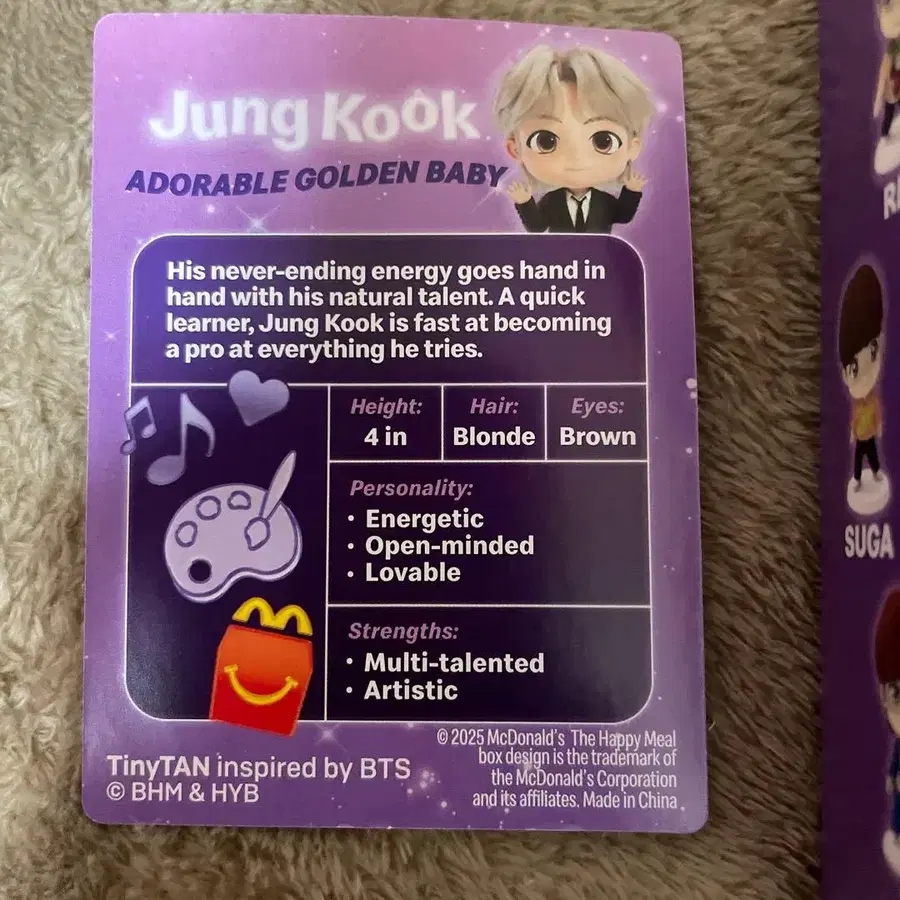 Jung Kook
ADORABLE GOLDEN BABY
His never-ending energy goes hand in
hand with his natural talent. A quick
learner, Jung Kook is fast at becoming
a pro at everything he tries.
Height:
4 in
Hair:
Blonde
Eyes:
Brown
Personality:
• Energetic
• Open-minded
• Lovable
Strengths:
• Multi-talented
• Artistic
TinyTAN inspired by BTS
© BHM & HYB
© 2025 McDonald's The Happy Meal
box design is the trademark of
the McDonald's Corporation
and its affiliates. Made in China
SUGA